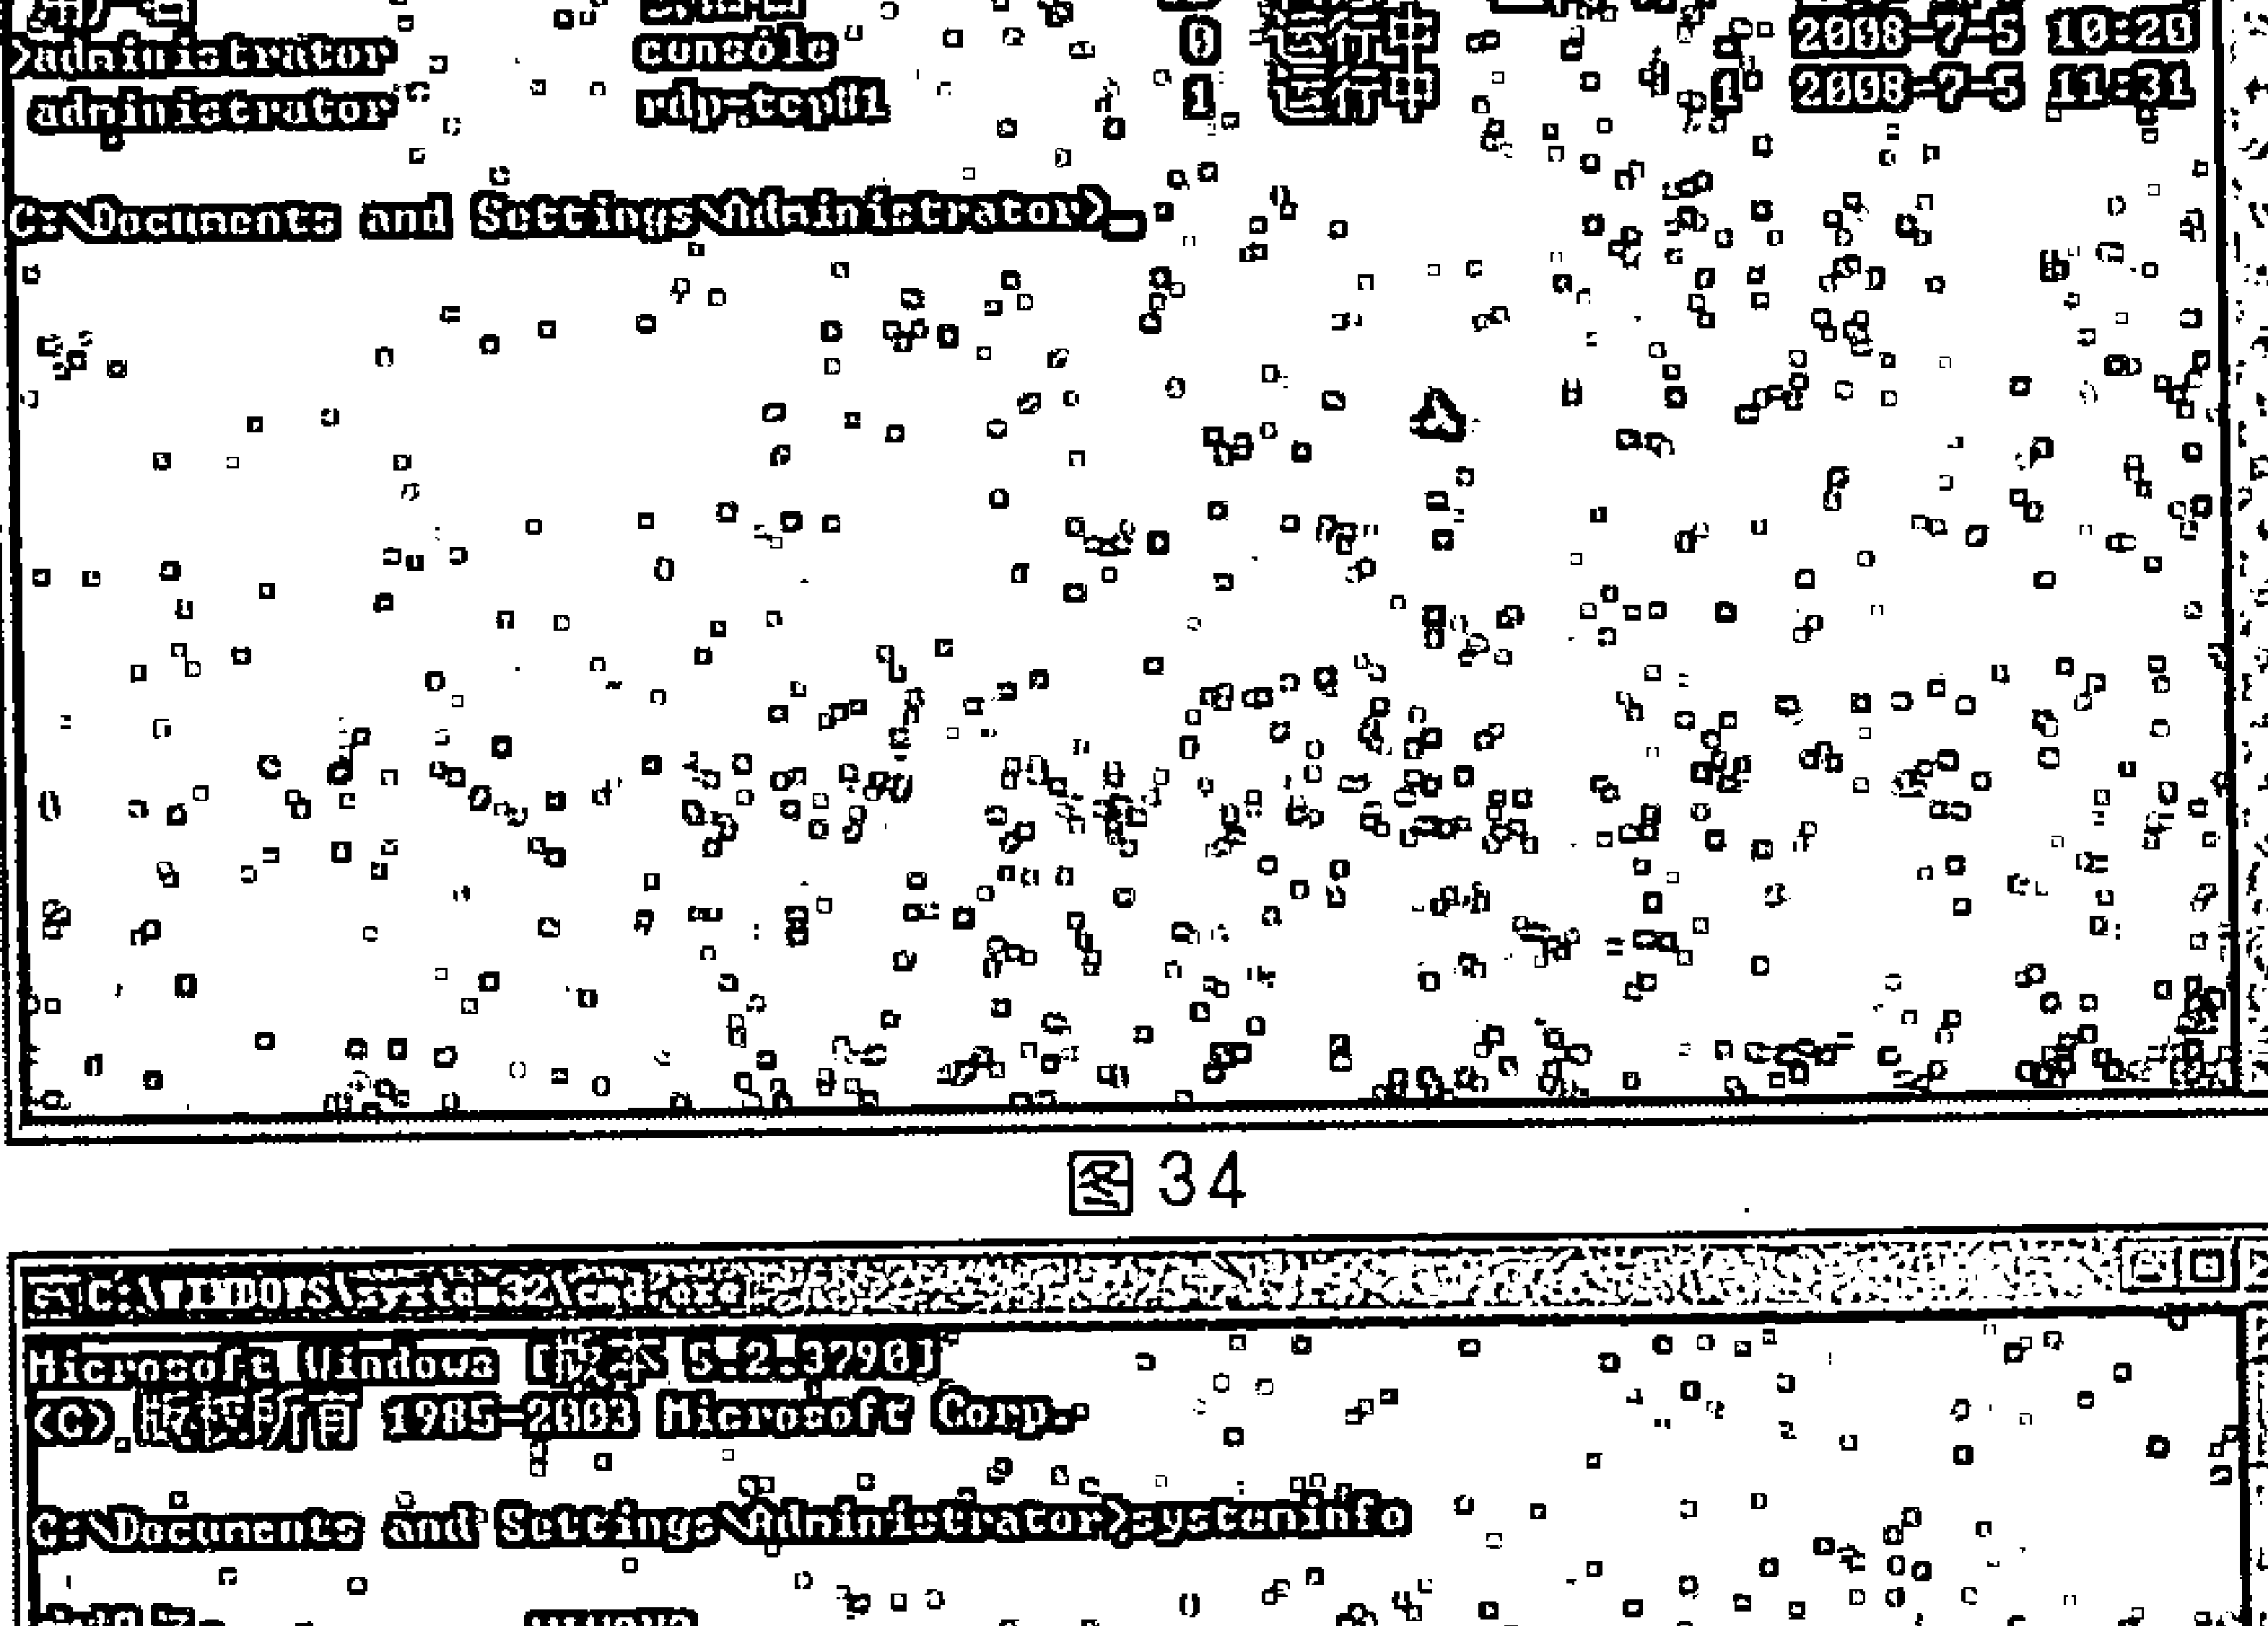 >administrator console 0 运行中 2008-7-5 10:20
administrator rdp-tcp#1 1 运行中 1 2008-7-5 11:31
C:\Documents and Settings\Administrator>_
图 34
C:\WINDOWS\system32\cmd.exe
Microsoft Windows [版本 5.2.3790]
(C) 版权所有 1985-2003 Microsoft Corp.
C:\Documents and Settings\Administrator>systeminfo